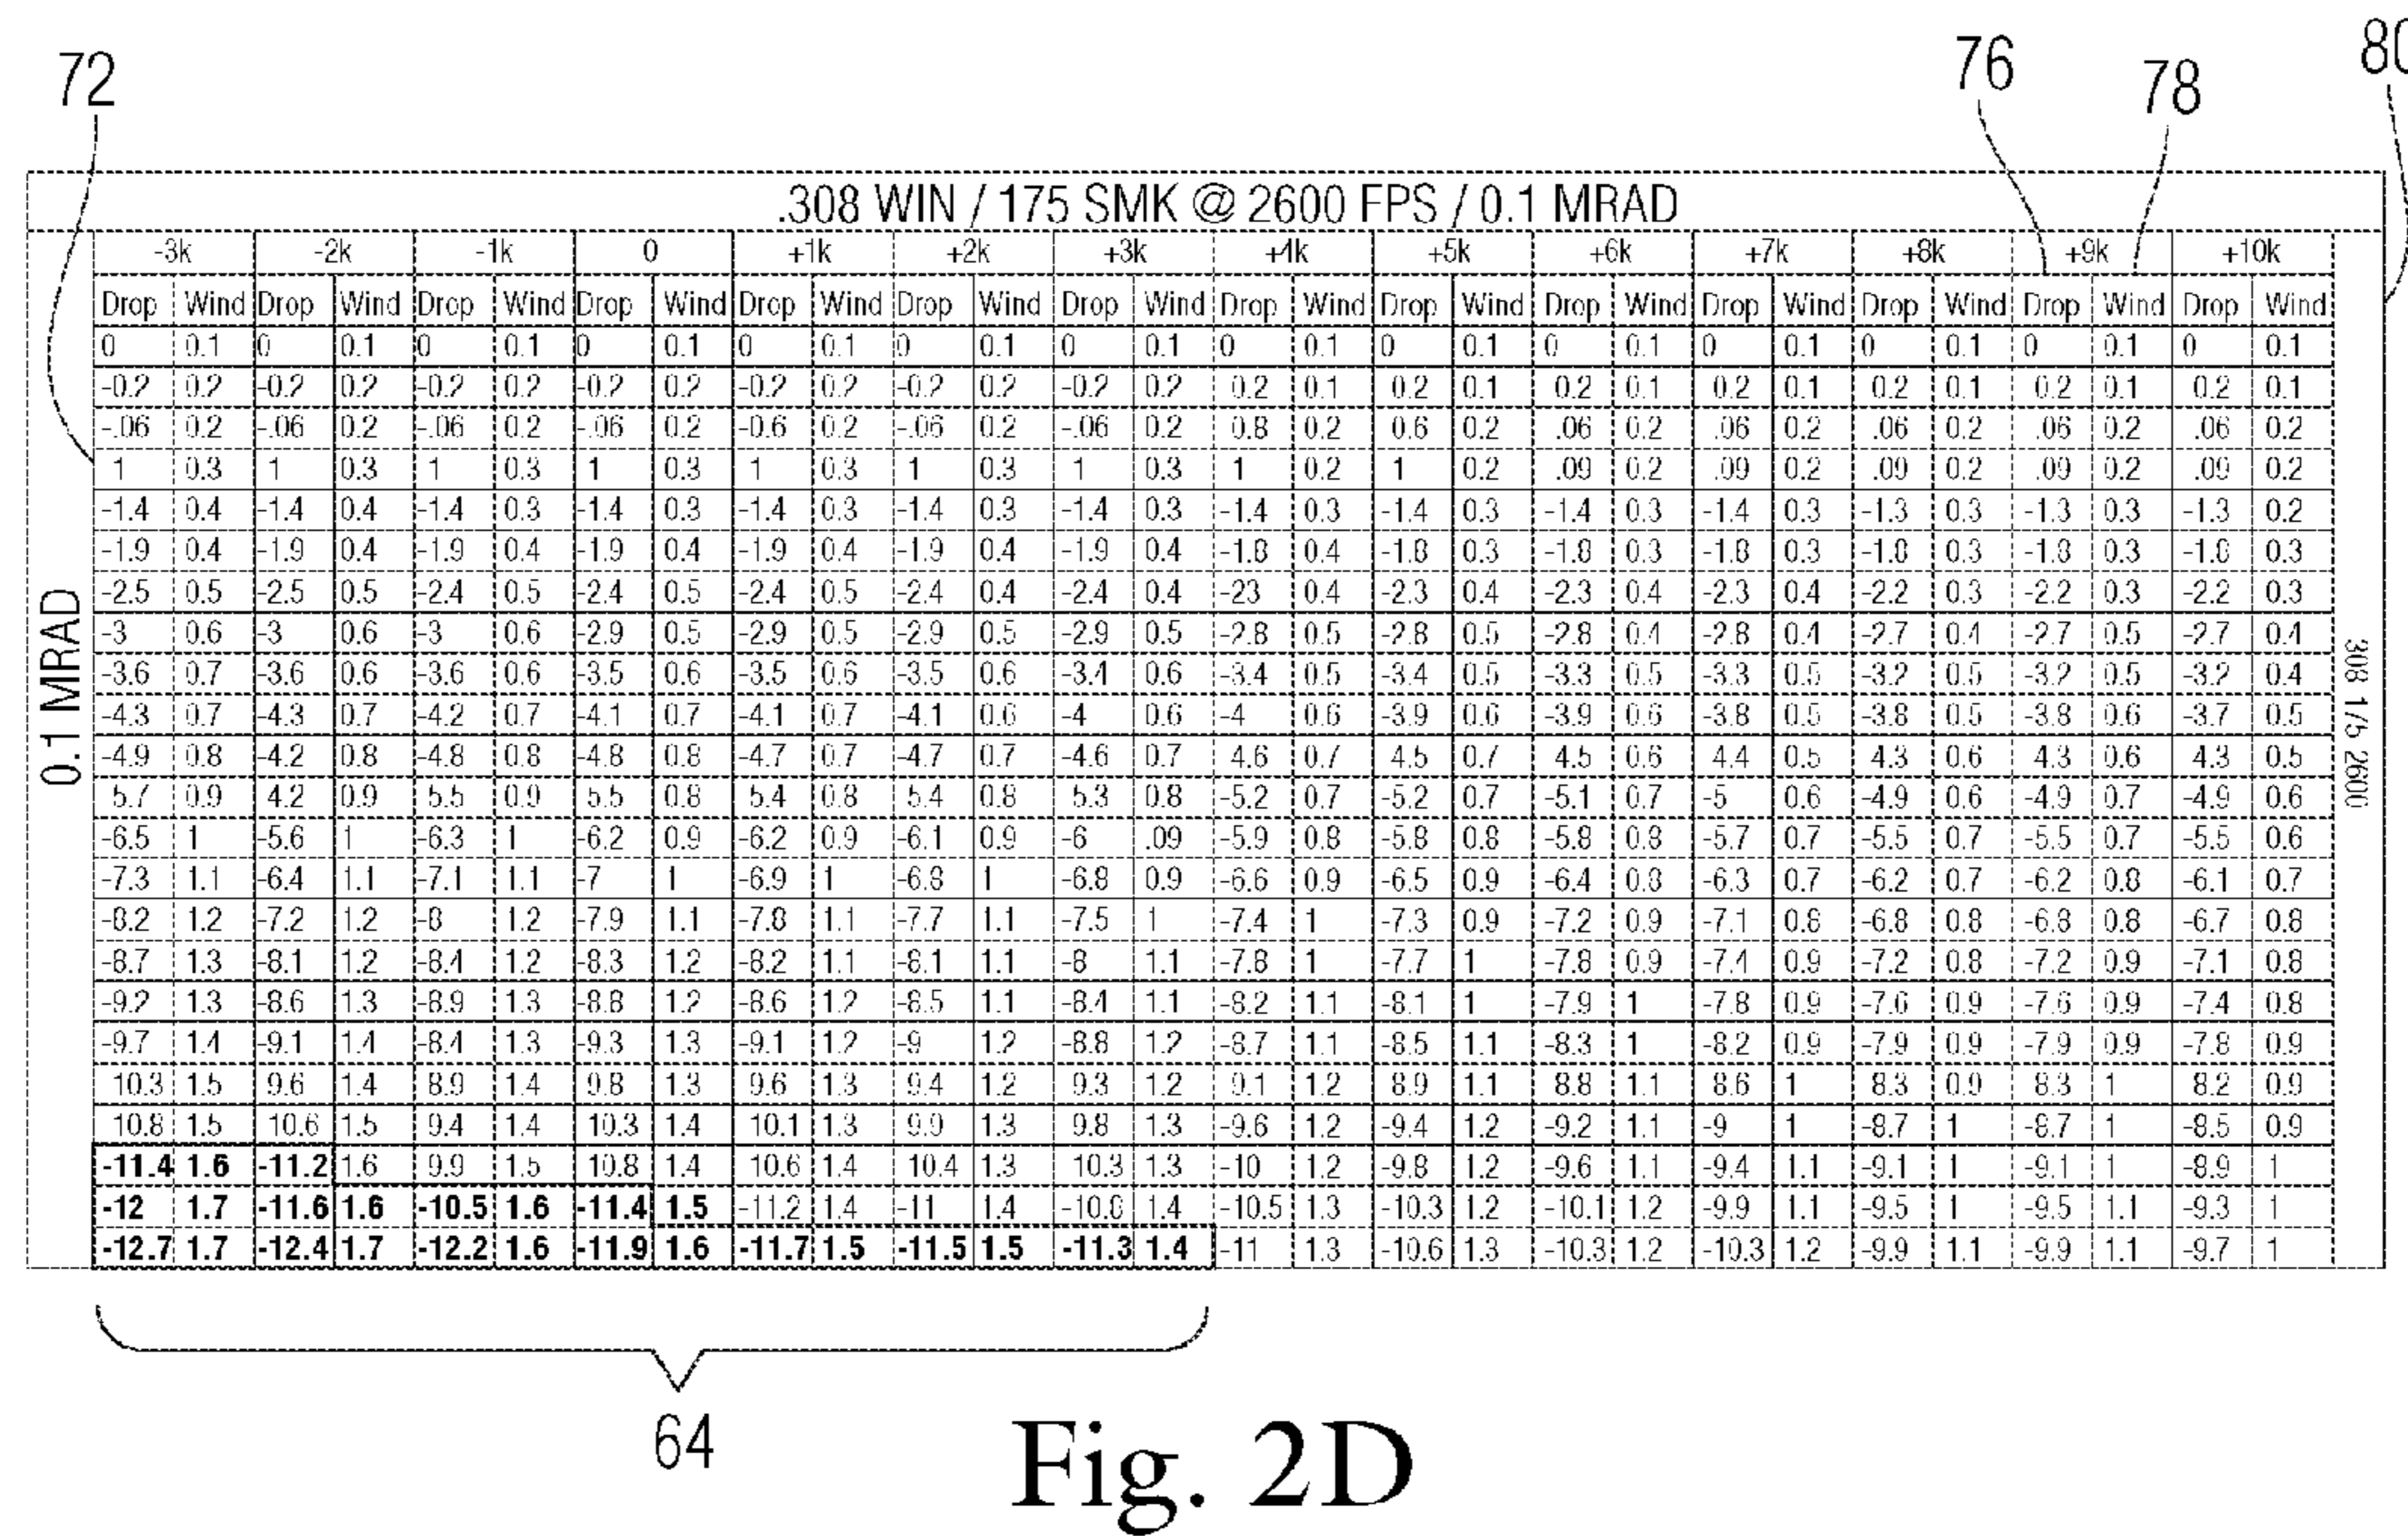 72
76
78
80
.308 WIN / 175 SMK @ 2600 FPS / 0.1 MRAD
-3k -2k -1k 0 +1k +2k +3k +4k +5k +6k +7k +8k +9k +10k
Drop Wind Drop Wind Drop Wind Drop Wind Drop Wind Drop Wind Drop Wind Drop Wind Drop Wind Drop Wind Drop Wind Drop Wind Drop Wind Drop Wind
0 0.1 0 0.1 0 0.1 0 0.1 0 0.1 0 0.1 0 0.1 0 0.1 0 0.1 0 0.1 0 0.1 0 0.1 0 0.1 0 0.1
-0.2 0.2 -0.2 0.2 -0.2 0.2 -0.2 0.2 -0.2 0.2 -0.2 0.2 -0.2 0.2 0.2 0.1 0.2 0.1 0.2 0.1 0.2 0.1 0.2 0.1 0.2 0.1 0.2 0.1
-.06 0.2 -.06 0.2 -.06 0.2 -.06 0.2 -0.6 0.2 -.06 0.2 -.06 0.2 0.8 0.2 0.6 0.2 .06 0.2 .06 0.2 .06 0.2 .06 0.2 .06 0.2
1 0.3 1 0.3 1 0.3 1 0.3 1 0.3 1 0.3 1 0.3 1 0.2 1 0.2 .09 0.2 .09 0.2 .09 0.2 .09 0.2 .09 0.2
-1.4 0.4 -1.4 0.4 -1.4 0.3 -1.4 0.3 -1.4 0.3 -1.4 0.3 -1.4 0.3 -1.4 0.3 -1.4 0.3 -1.4 0.3 -1.4 0.3 -1.3 0.3 -1.3 0.3 -1.3 0.2
-1.9 0.4 -1.9 0.4 -1.9 0.4 -1.9 0.4 -1.9 0.4 -1.9 0.4 -1.9 0.4 -1.8 0.4 -1.8 0.3 -1.8 0.3 -1.8 0.3 -1.8 0.3 -1.8 0.3 -1.8 0.3
-2.5 0.5 -2.5 0.5 -2.4 0.5 -2.4 0.5 -2.4 0.5 -2.4 0.4 -2.4 0.4 -23 0.4 -2.3 0.4 -2.3 0.4 -2.3 0.4 -2.2 0.3 -2.2 0.3 -2.2 0.3
-3 0.6 -3 0.6 -3 0.6 -2.9 0.5 -2.9 0.5 -2.9 0.5 -2.9 0.5 -2.8 0.5 -2.8 0.5 -2.8 0.4 -2.8 0.4 -2.7 0.4 -2.7 0.5 -2.7 0.4
-3.6 0.7 -3.6 0.6 -3.6 0.6 -3.5 0.6 -3.5 0.6 -3.5 0.6 -3.4 0.6 -3.4 0.5 -3.4 0.5 -3.3 0.5 -3.3 0.5 -3.2 0.5 -3.2 0.5 -3.2 0.4
-4.3 0.7 -4.3 0.7 -4.2 0.7 -4.1 0.7 -4.1 0.7 -4.1 0.6 -4 0.6 -4 0.6 -3.9 0.6 -3.9 0.6 -3.8 0.5 -3.8 0.5 -3.8 0.6 -3.7 0.5
-4.9 0.8 -4.2 0.8 -4.8 0.8 -4.8 0.8 -4.7 0.7 -4.7 0.7 -4.6 0.7 4.6 0.7 4.5 0.7 4.5 0.6 4.4 0.5 4.3 0.6 4.3 0.6 4.3 0.5
5.7 0.9 4.2 0.9 5.5 0.9 5.5 0.8 5.4 0.8 5.4 0.8 5.3 0.8 -5.2 0.7 -5.2 0.7 -5.1 0.7 -5 0.6 -4.9 0.6 -4.9 0.7 -4.9 0.6
-6.5 1 -5.6 1 -6.3 1 -6.2 0.9 -6.2 0.9 -6.1 0.9 -6 .09 -5.9 0.8 -5.8 0.8 -5.8 0.8 -5.7 0.7 -5.5 0.7 -5.5 0.7 -5.5 0.6
-7.3 1.1 -6.4 1.1 -7.1 1.1 -7 1 -6.9 1 -6.8 1 -6.8 0.9 -6.6 0.9 -6.5 0.9 -6.4 0.8 -6.3 0.7 -6.2 0.7 -6.2 0.8 -6.1 0.7
-8.2 1.2 -7.2 1.2 -8 1.2 -7.9 1.1 -7.8 1.1 -7.7 1.1 -7.5 1 -7.4 1 -7.3 0.9 -7.2 0.9 -7.1 0.8 -6.8 0.8 -6.8 0.8 -6.7 0.8
-8.7 1.3 -8.1 1.2 -8.4 1.2 -8.3 1.2 -8.2 1.1 -8.1 1.1 -8 1.1 -7.8 1 -7.7 1 -7.8 0.9 -7.4 0.9 -7.2 0.8 -7.2 0.9 -7.1 0.8
-9.2 1.3 -8.6 1.3 -8.9 1.3 -8.8 1.2 -8.6 1.2 -8.5 1.1 -8.4 1.1 -8.2 1.1 -8.1 1 -7.9 1 -7.8 0.9 -7.6 0.9 -7.6 0.9 -7.4 0.8
-9.7 1.4 -9.1 1.4 -8.4 1.3 -9.3 1.3 -9.1 1.2 -9 1.2 -8.8 1.2 -8.7 1.1 -8.5 1.1 -8.3 1 -8.2 0.9 -7.9 0.9 -7.9 0.9 -7.8 0.9
10.3 1.5 9.6 1.4 8.9 1.4 9.8 1.3 9.6 1.3 9.4 1.2 9.3 1.2 9.1 1.2 8.9 1.1 8.8 1.1 8.6 1 8.3 0.9 8.3 1 8.2 0.9
10.8 1.5 10.6 1.5 9.4 1.4 10.3 1.4 10.1 1.3 9.9 1.3 9.8 1.3 -9.6 1.2 -9.4 1.2 -9.2 1.1 -9 1 -8.7 1 -8.7 1 -8.5 0.9
-11.4 1.6 -11.2 1.6 9.9 1.5 10.8 1.4 10.6 1.4 10.4 1.3 10.3 1.3 -10 1.2 -9.8 1.2 -9.6 1.1 -9.4 1.1 -9.1 1 -9.1 1 -8.9 1
-12 1.7 -11.6 1.6 -10.5 1.6 -11.4 1.5 -11.2 1.4 -11 1.4 -10.8 1.4 -10.5 1.3 -10.3 1.2 -10.1 1.2 -9.9 1.1 -9.5 1 -9.5 1.1 -9.3 1
-12.7 1.7 -12.4 1.7 -12.2 1.6 -11.9 1.6 -11.7 1.5 -11.5 1.5 -11.3 1.4 -11 1.3 -10.6 1.3 -10.3 1.2 -10.3 1.2 -9.9 1.1 -9.9 1.1 -9.7 1
0.1 MRAD
308 175 2600
64
Fig. 2D